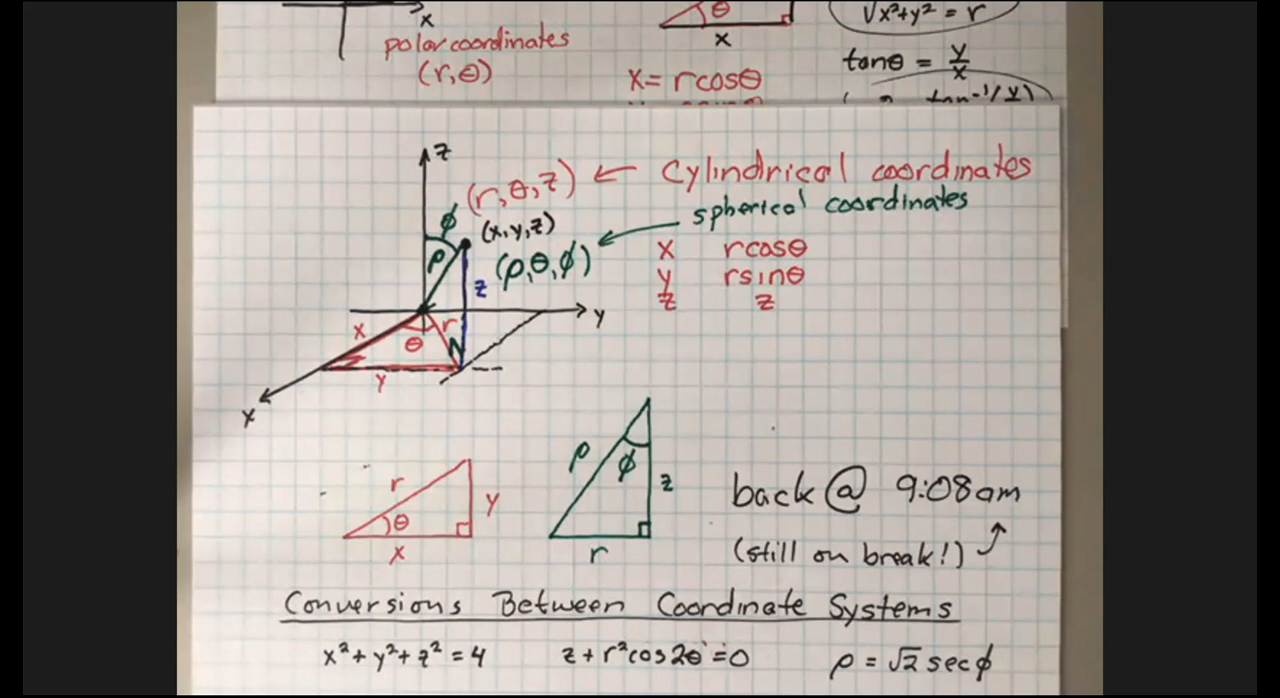 x
polar coordinates
(r,θ)
θ
x
x = rcosθ
√x²+y² = r
tanθ = y/x
z
(r,θ,z) ← Cylindrical coordinates
spherical coordinates
φ
(x,y,z)
ρ
(ρ,θ,φ)
x rcosθ
y rsinθ
z z
z
y
x
r
θ
y
x
r
θ
y
x
ρ
φ
z
r
back @ 9:08am
(still on break!)
Conversions Between Coordinate Systems
x²+y²+z² = 4
z + r²cos2θ = 0
ρ = √2 secφ